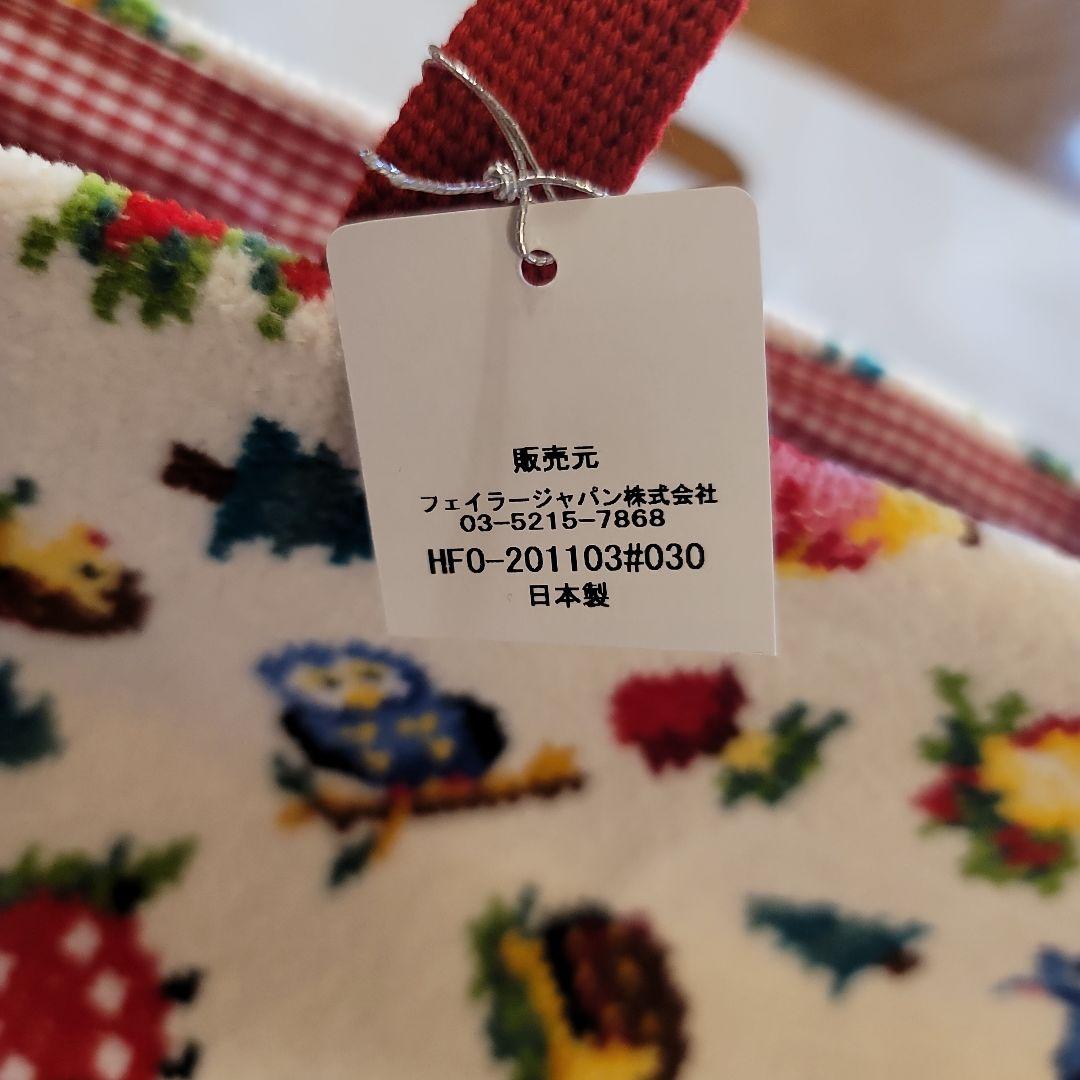 販売元
フェイラージャパン株式会社
03-5215-7868
HFO-201103#030
日本製